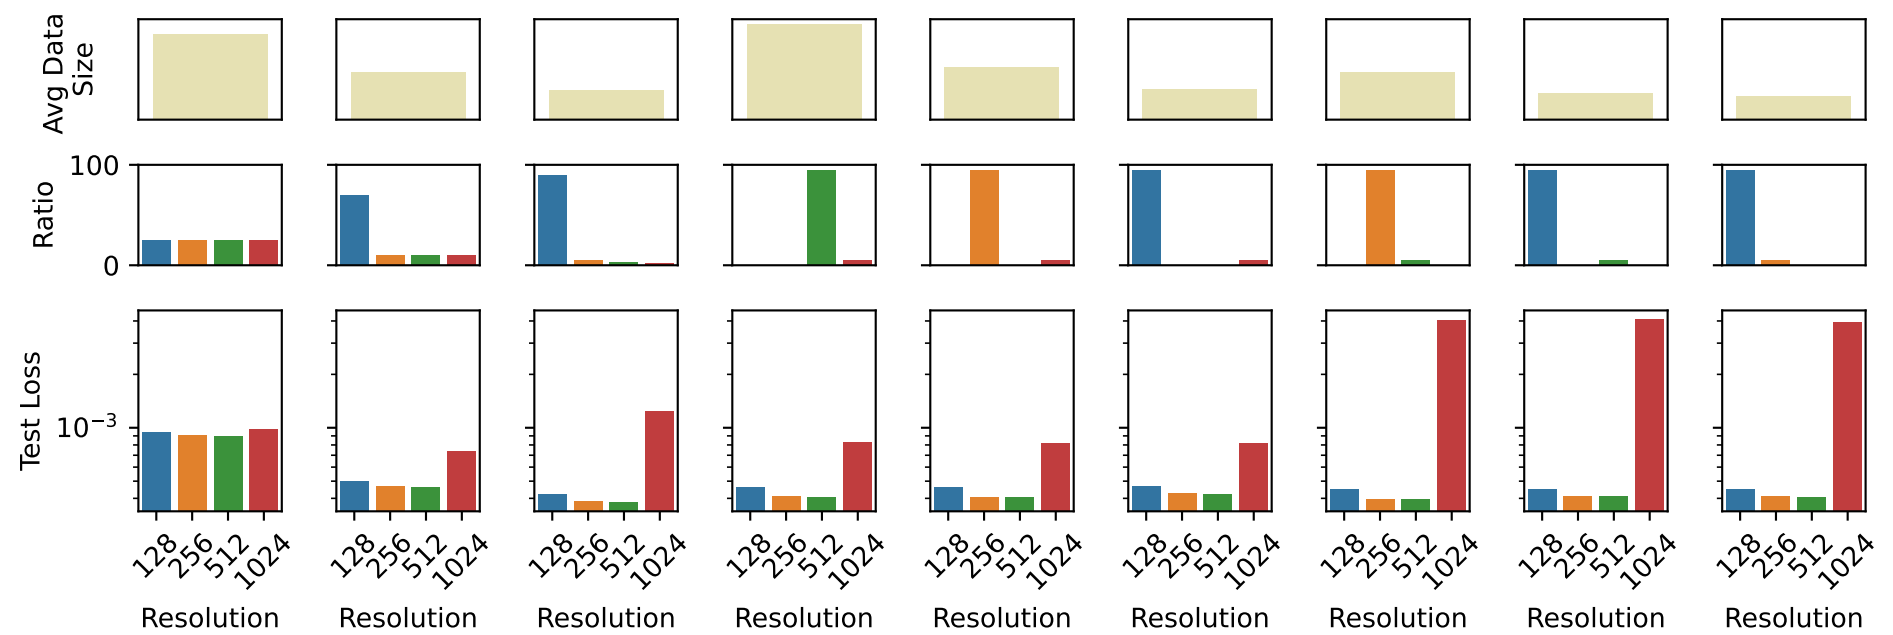 Avg Data
Size
Ratio
100
0
Test Loss
10⁻³
128 256 512 1024 128 256 512 1024 128 256 512 1024 128 256 512 1024 128 256 512 1024 128 256 512 1024 128 256 512 1024 128 256 512 1024 128 256 512 1024
Resolution Resolution Resolution Resolution Resolution Resolution Resolution Resolution Resolution